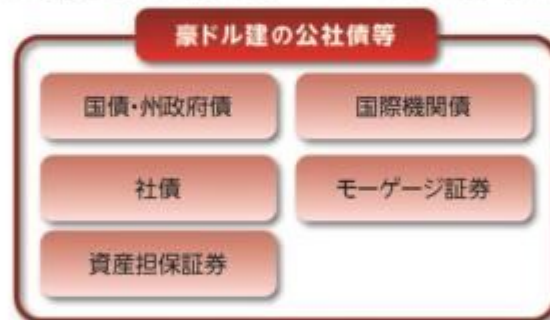 豪ドル建の公社債等
国債・州政府債
国際機関債
社債
モーゲージ証券
資産担保証券